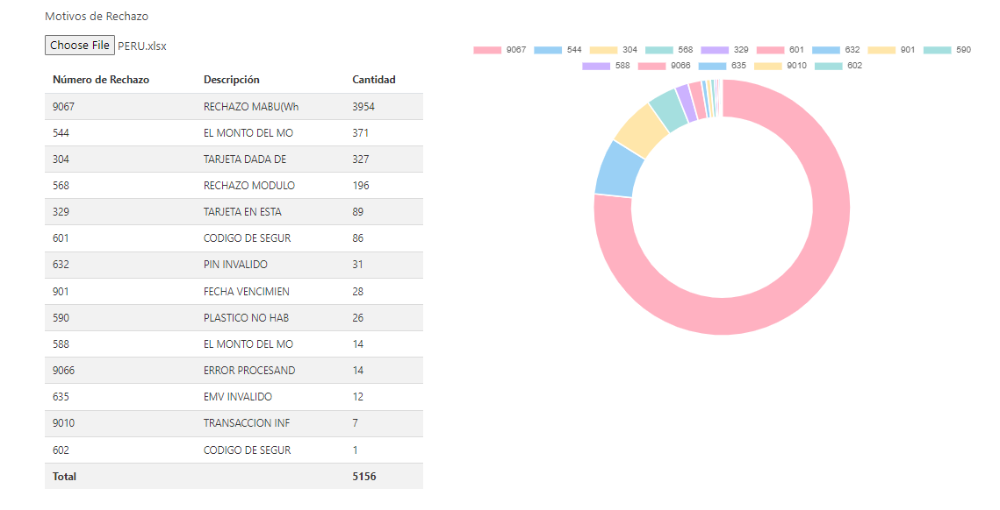 Motivos de Rechazo
Choose File PERU.xlsx
Número de Rechazo Descripción Cantidad
9067 RECHAZO MABU(Wh 3954
544 EL MONTO DEL MO 371
304 TARJETA DADA DE 327
568 RECHAZO MODULO 196
329 TARJETA EN ESTA 89
601 CODIGO DE SEGUR 86
632 PIN INVALIDO 31
901 FECHA VENCIMIEN 28
590 PLASTICO NO HAB 26
588 EL MONTO DEL MO 14
9066 ERROR PROCESAND 14
635 EMV INVALIDO 12
9010 TRANSACCION INF 7
602 CODIGO DE SEGUR 1
Total 5156
9067 544 304 568 329 601 632 901 590
588 9066 635 9010 602